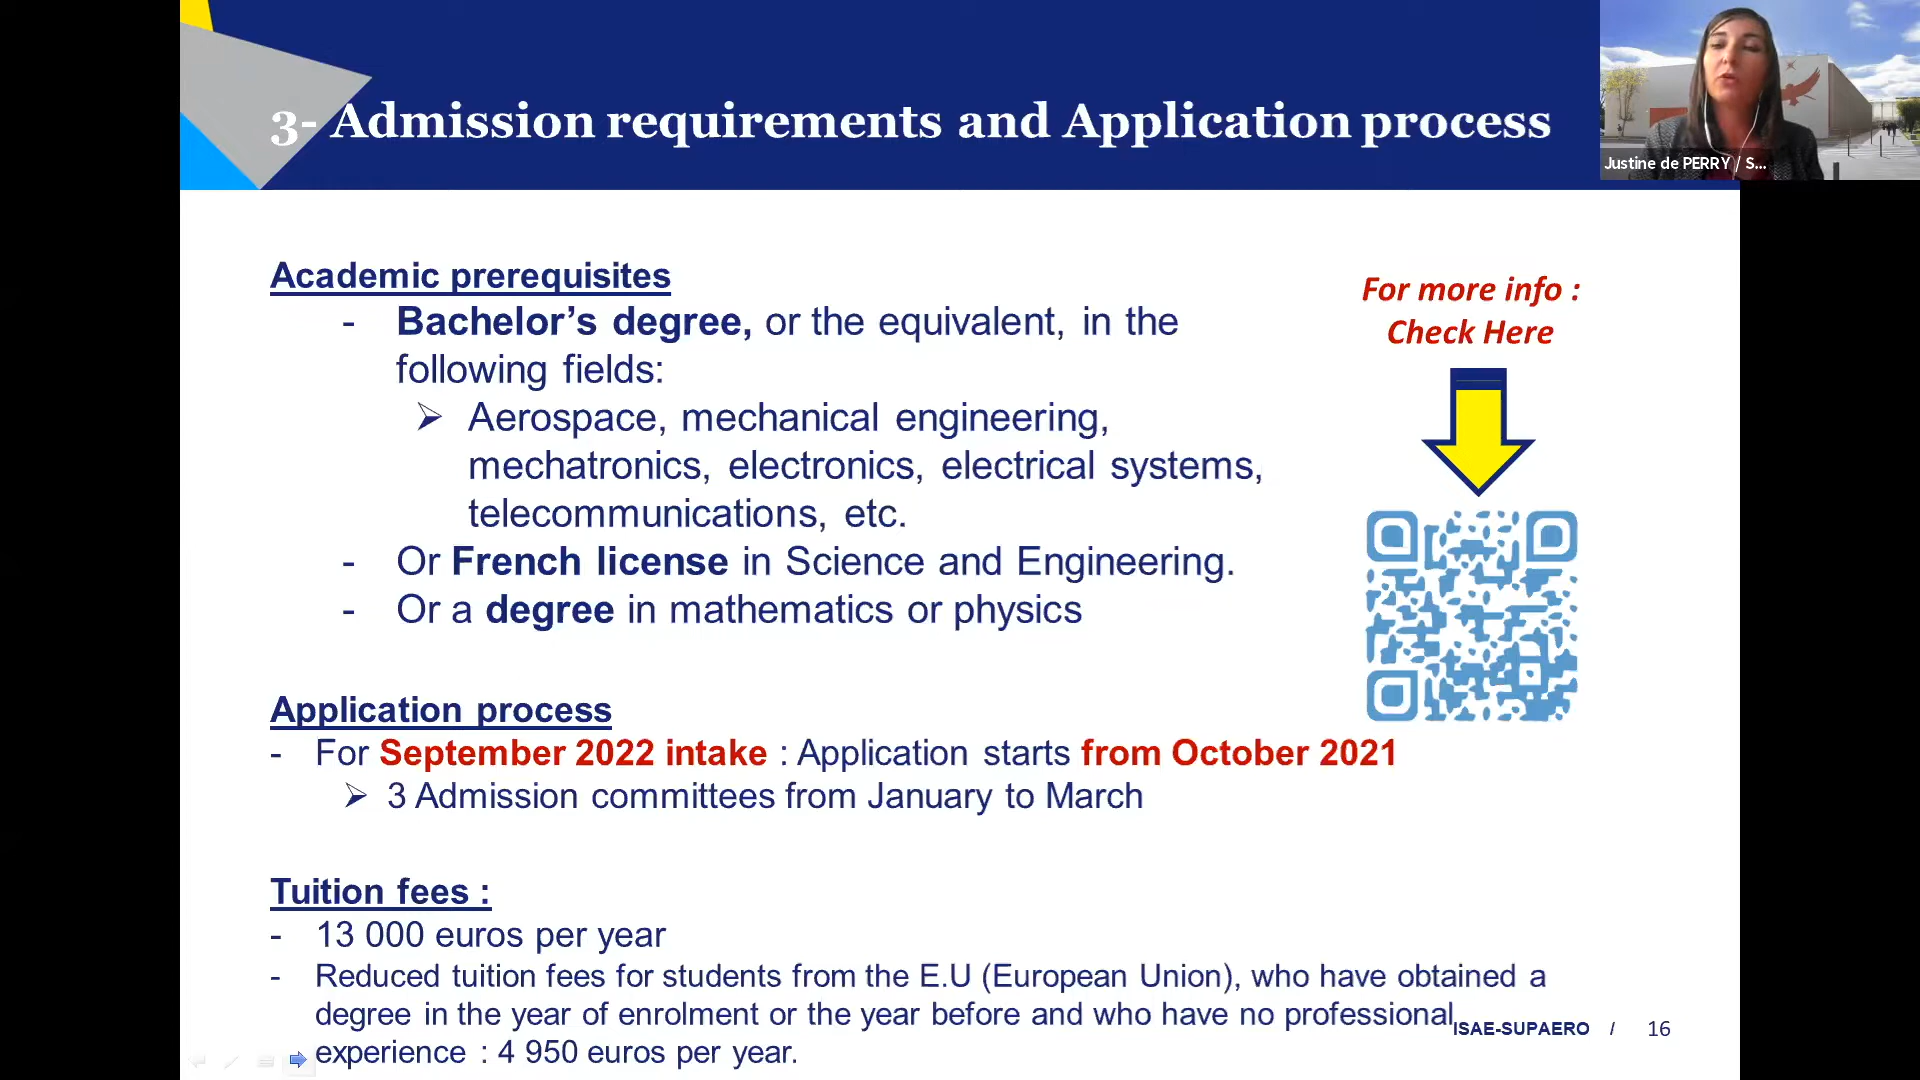 3- Admission requirements and Application process
Justine de PERRY / S...
Academic prerequisites
- Bachelor’s degree, or the equivalent, in the
following fields:
➢ Aerospace, mechanical engineering,
mechatronics, electronics, electrical systems,
telecommunications, etc.
- Or French license in Science and Engineering.
- Or a degree in mathematics or physics
For more info :
Check Here
Application process
- For September 2022 intake : Application starts from October 2021
➢ 3 Admission committees from January to March
Tuition fees :
- 13 000 euros per year
- Reduced tuition fees for students from the E.U (European Union), who have obtained a
degree in the year of enrolment or the year before and who have no professional
experience : 4 950 euros per year.
ISAE-SUPAERO / 16